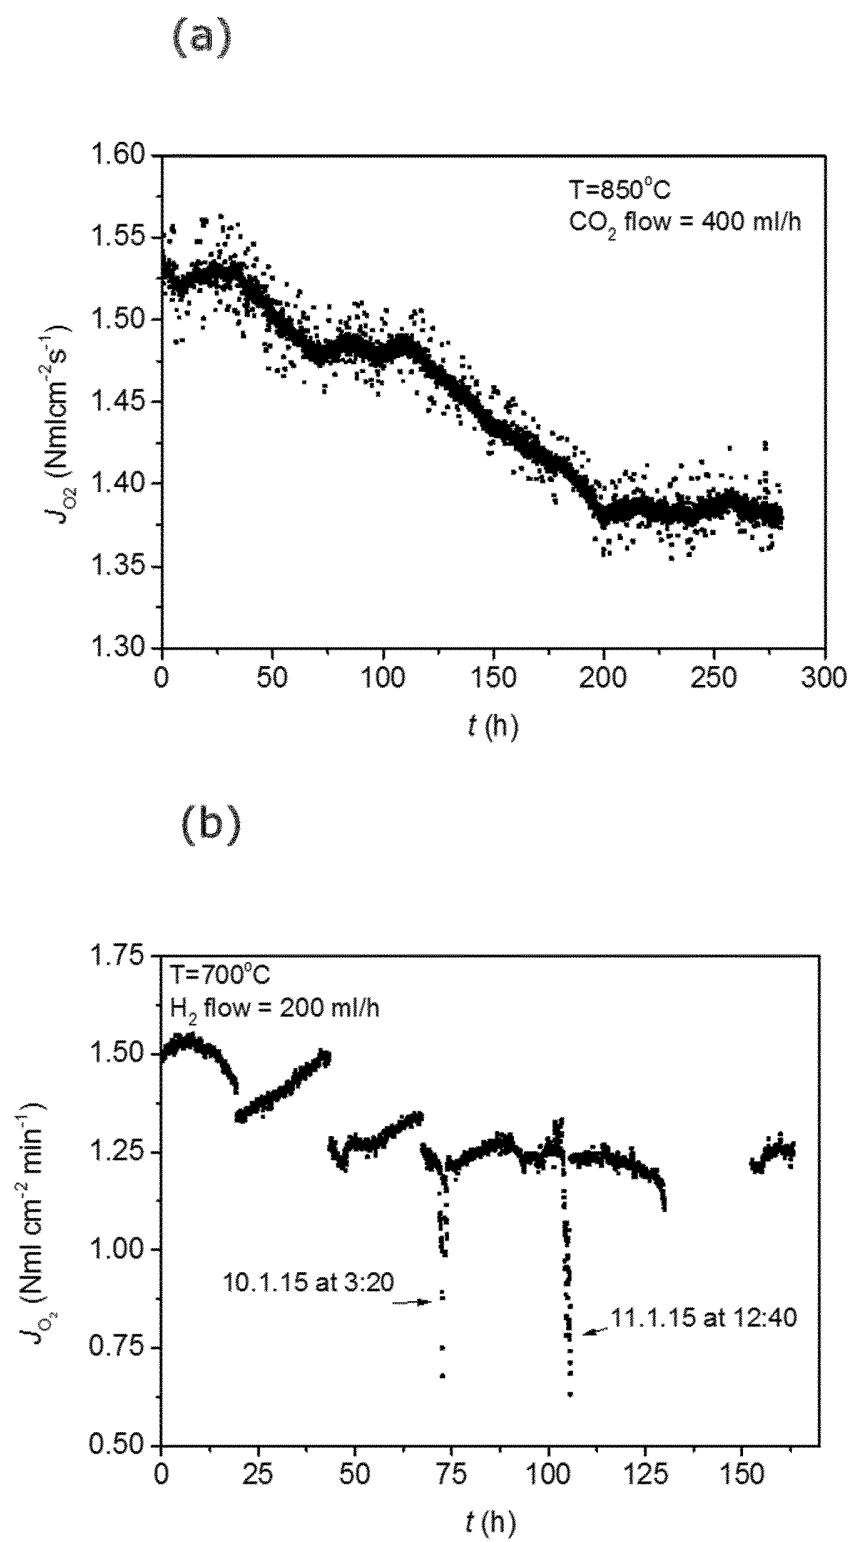 (a)
1.60
1.55
1.50
1.45
1.40
1.35
1.30
J_O2 (Nmlcm⁻²s⁻¹)
T=850°C
CO₂ flow = 400 ml/h
0 50 100 150 200 250 300
t (h)
(b)
1.75
1.50
1.25
1.00
0.75
0.50
J_O₂ (Nml cm⁻² min⁻¹)
T=700°C
H₂ flow = 200 ml/h
10.1.15 at 3:20
11.1.15 at 12:40
0 25 50 75 100 125 150
t (h)